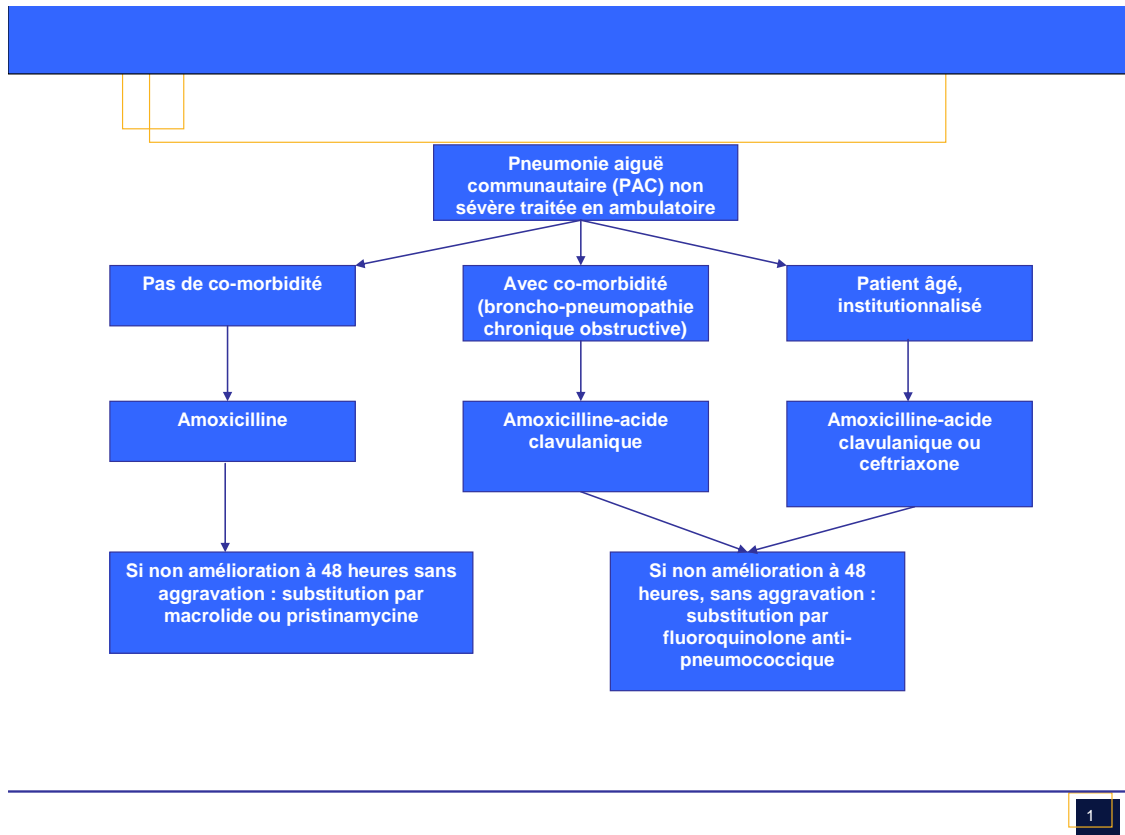 Pneumonie aiguë
communautaire (PAC) non
sévère traitée en ambulatoire
Pas de co-morbidité
Avec co-morbidité
(broncho-pneumopathie
chronique obstructive)
Patient âgé,
institutionnalisé
Amoxicilline
Amoxicilline-acide
clavulanique
Amoxicilline-acide
clavulanique ou
ceftriaxone
Si non amélioration à 48 heures sans
aggravation : substitution par
macrolide ou pristinamycine
Si non amélioration à 48
heures, sans aggravation :
substitution par
fluoroquinolone anti-
pneumococcique
1